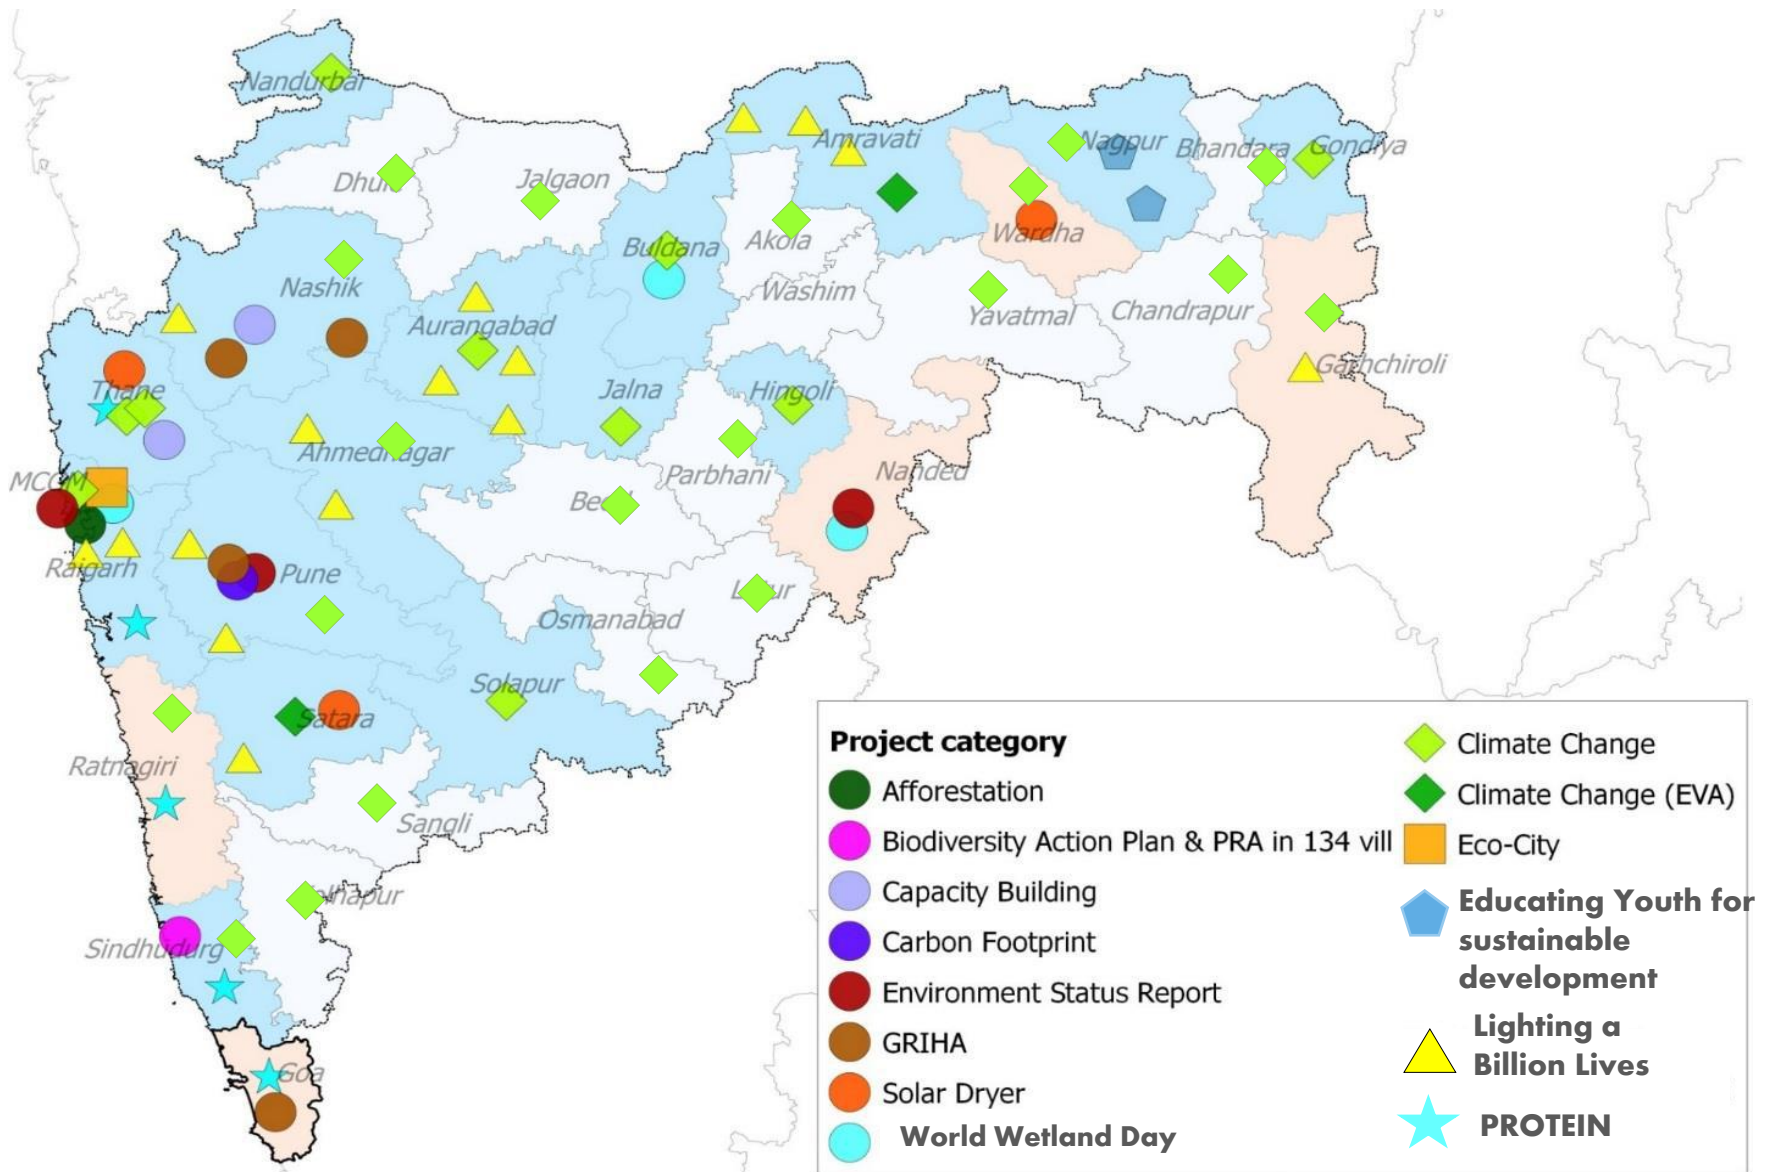 Nandurbar
Dhule
Jalgaon
Amravati
Nagpur
Bhandara
Gondiya
Buldana
Akola
Wardha
Washim
Nashik
Aurangabad
Yavatmal
Chandrapur
Gadhchiroli
Thane
Jalna
Hingoli
Ahmednagar
Parbhani
Nanded
MCGM
Beed
Raigarh
Pune
Latur
Osmanabad
Solapur
Satara
Ratnagiri
Sangli
Kolhapur
Sindhudurg
Goa
Project category
Afforestation
Biodiversity Action Plan & PRA in 134 vill
Capacity Building
Carbon Footprint
Environment Status Report
GRIHA
Solar Dryer
World Wetland Day
Climate Change
Climate Change (EVA)
Eco-City
Educating Youth for
sustainable
development
Lighting a
Billion Lives
PROTEIN